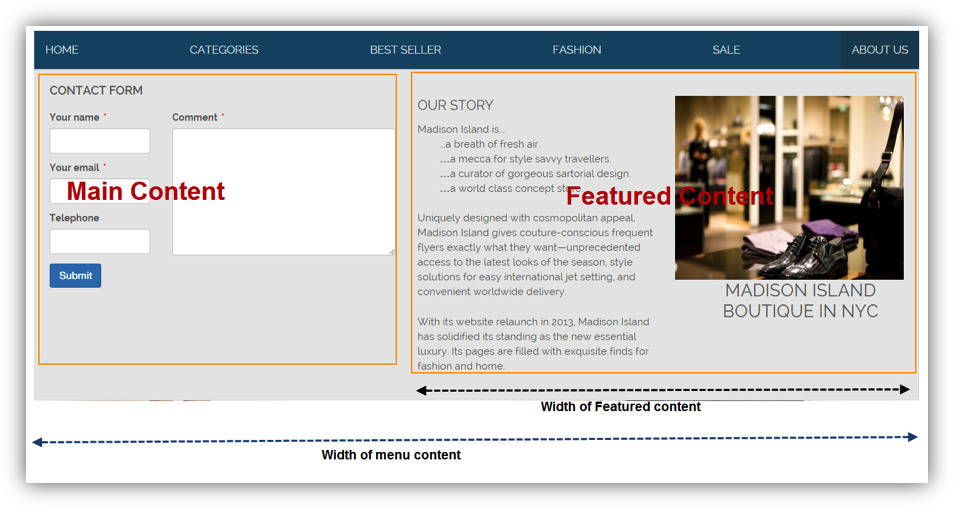 HOME CATEGORIES BEST SELLER FASHION SALE ABOUT US
CONTACT FORM
Your name *
Comment *
Your email *
Telephone
Submit
Main Content
OUR STORY
Madison Island is...
...a breath of fresh air.
...a mecca for style savvy travellers.
...a curator of gorgeous sartorial design.
...a world class concept store.
Featured Content
Uniquely designed with cosmopolitan appeal,
Madison Island gives couture-conscious frequent
flyers exactly what they want—unprecedented
access to the latest looks of the season, style
solutions for easy international jet setting, and
convenient worldwide delivery.
With its website relaunch in 2013, Madison Island
has solidified its standing as the new essential
luxury. Its pages are filled with exquisite finds for
fashion and home.
MADISON ISLAND
BOUTIQUE IN NYC
Width of Featured content
Width of menu content